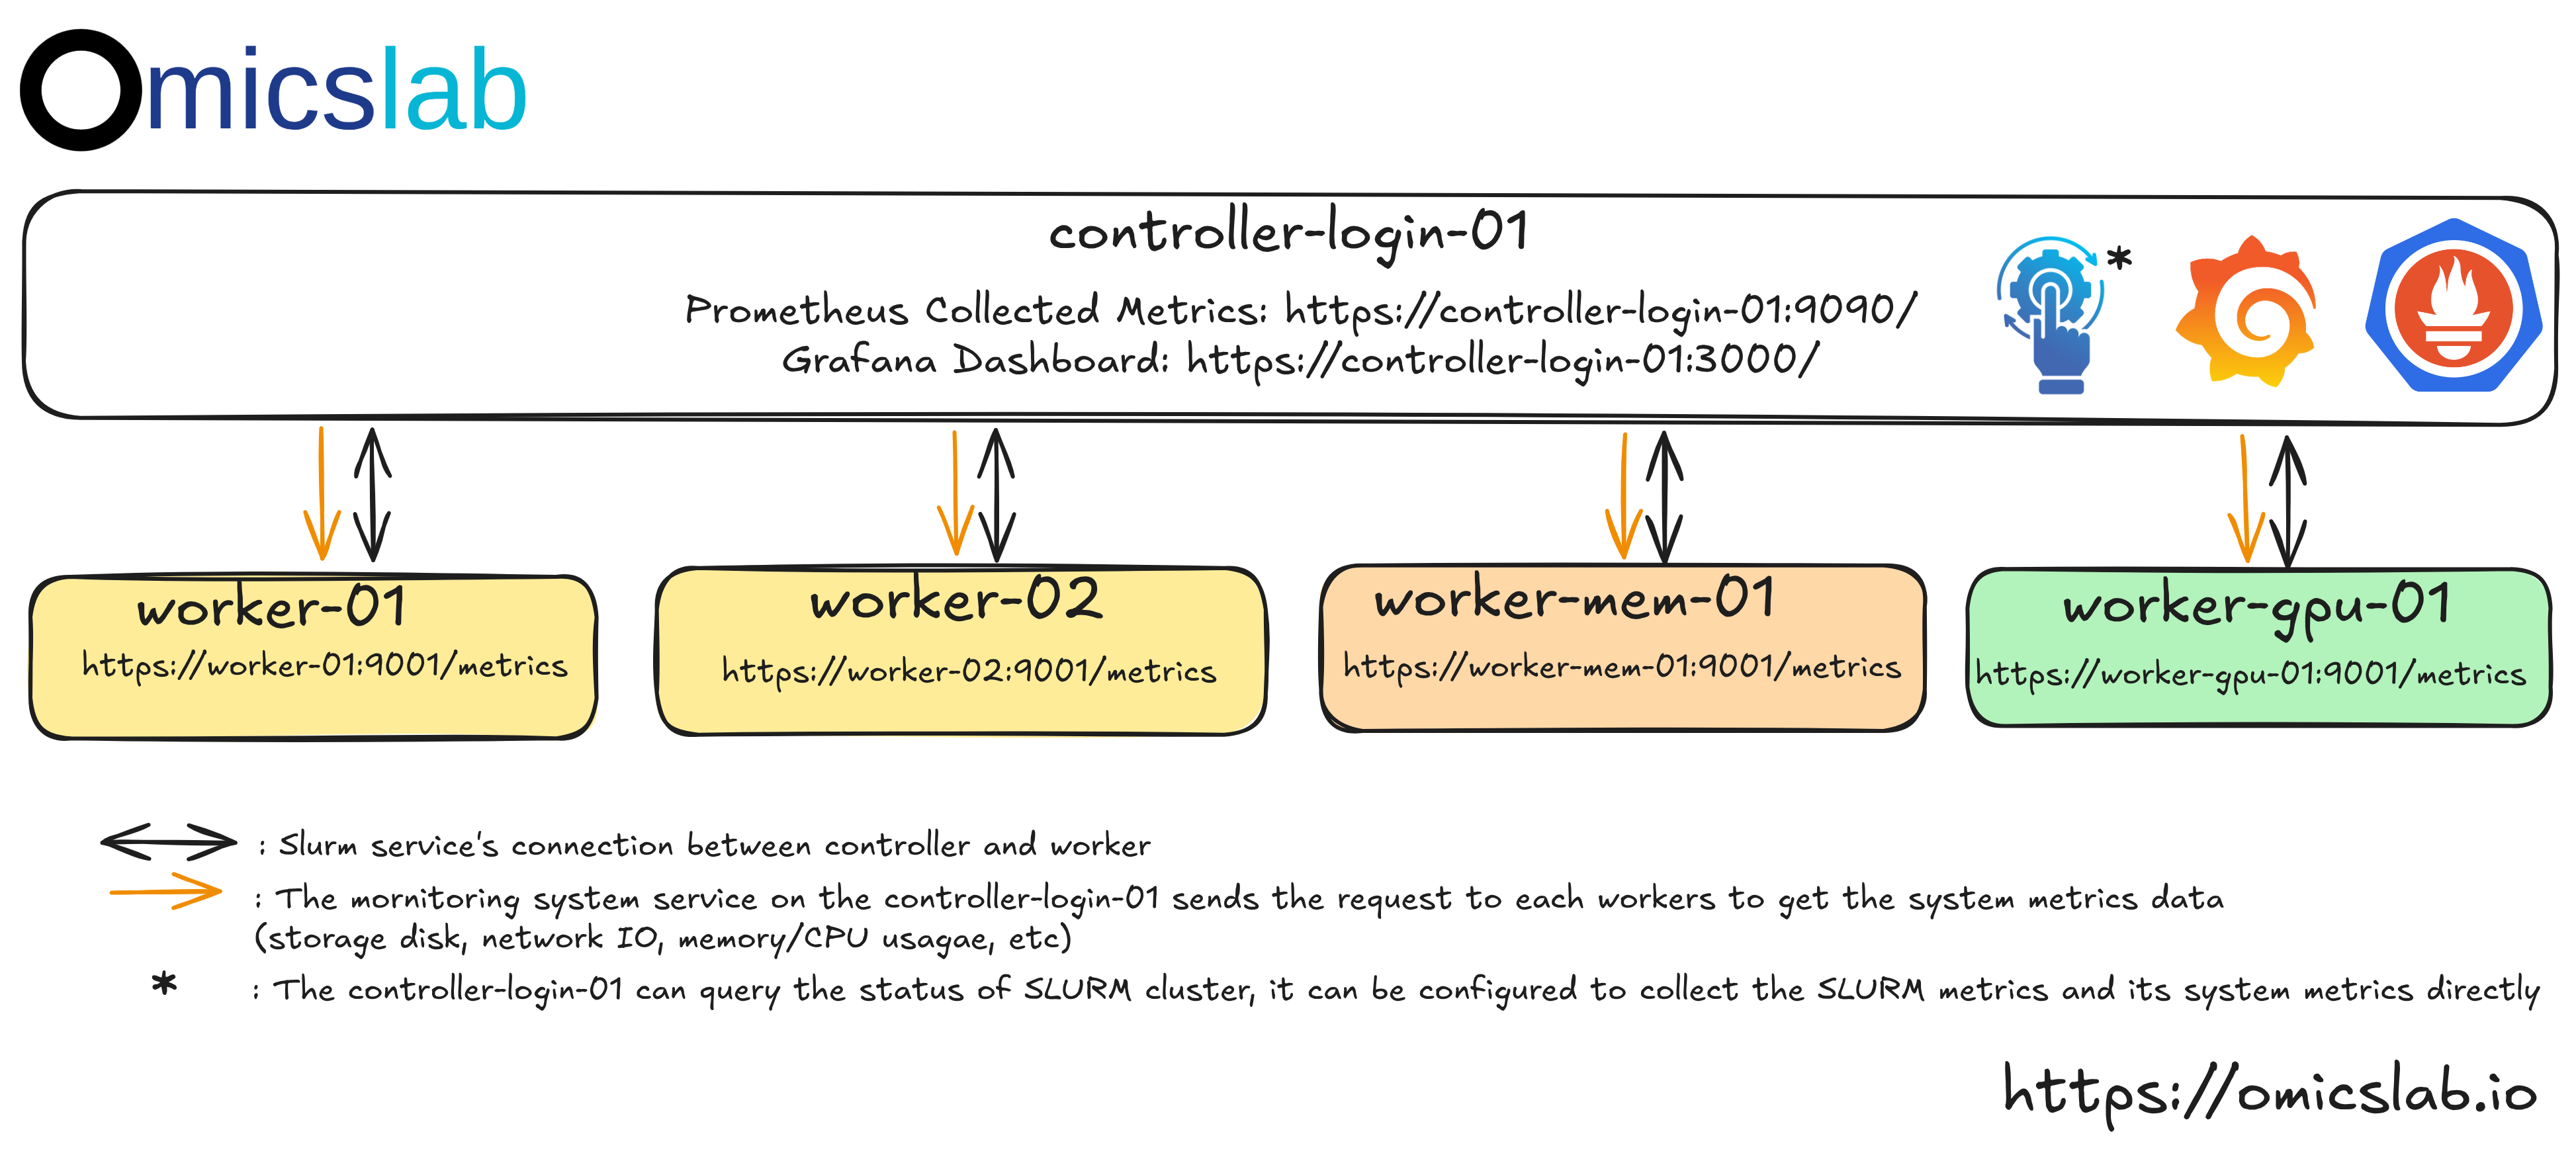 Omicslab
controller-login-01
Prometheus Collected Metrics: https://controller-login-01:9090/
Grafana Dashboard: https://controller-login-01:3000/
*
worker-01
https://worker-01:9001/metrics
worker-02
https://worker-02:9001/metrics
worker-mem-01
https://worker-mem-01:9001/metrics
worker-gpu-01
https://worker-gpu-01:9001/metrics
: Slurm service's connection between controller and worker
: The mornitoring system service on the controller-login-01 sends the request to each workers to get the system metrics data
(storage disk, network IO, memory/CPU usagae, etc)
* : The controller-login-01 can query the status of SLURM cluster, it can be configured to collect the SLURM metrics and its system metrics directly
https://omicslab.io